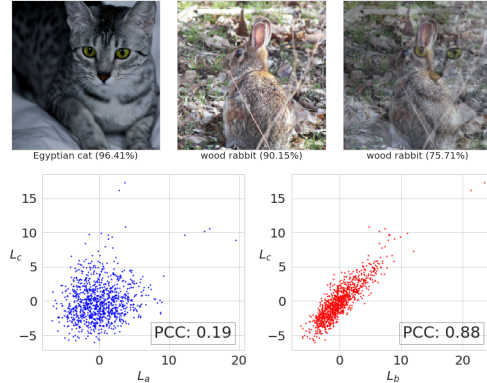 Egyptian cat (96.41%)
wood rabbit (90.15%)
wood rabbit (75.71%)
15
10
L_c
5
0
−5
PCC: 0.19
0
10
20
L_a
15
10
L_c
5
0
−5
PCC: 0.88
0
10
20
L_b